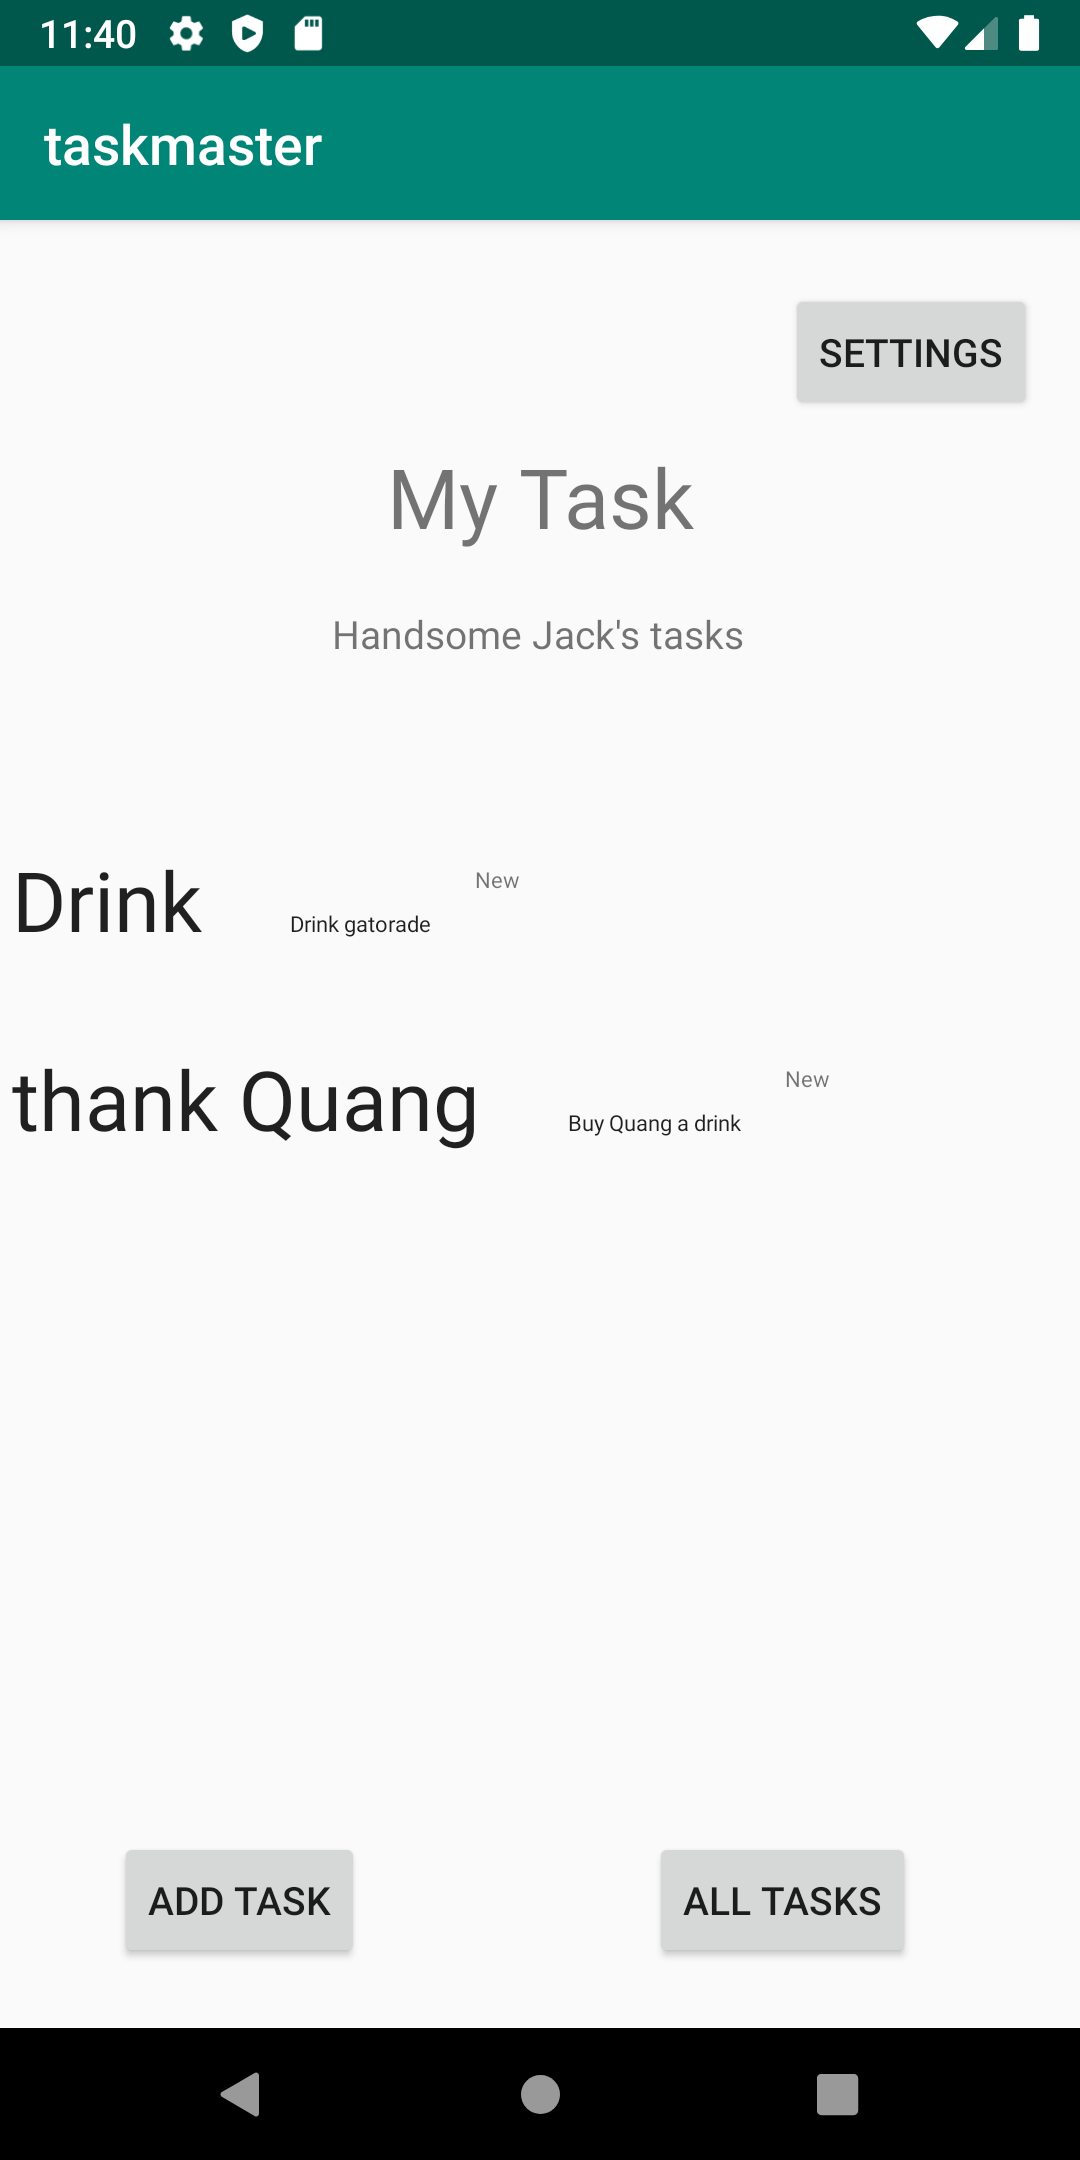 11:40
taskmaster
SETTINGS
My Task
Handsome Jack's tasks
Drink
New
Drink gatorade
thank Quang
New
Buy Quang a drink
ADD TASK
ALL TASKS